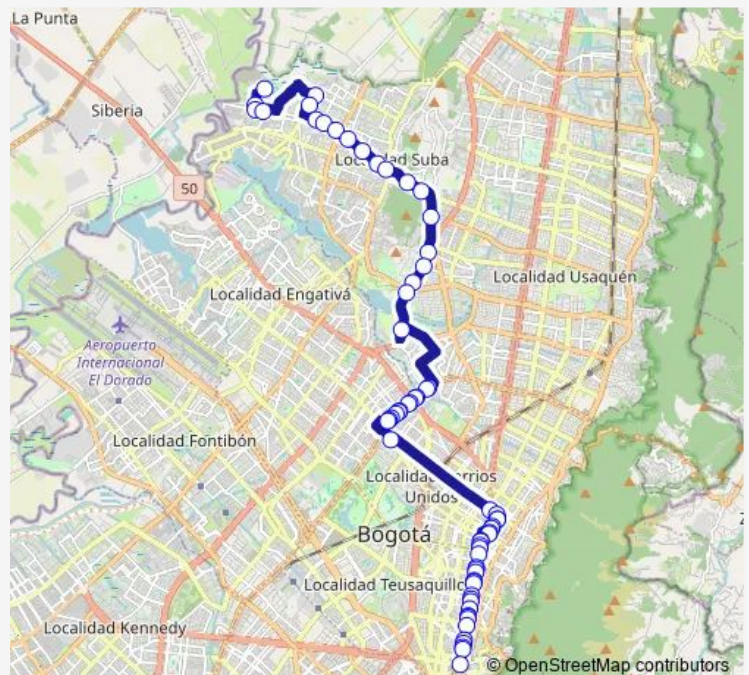 La Punta
Siberia
Localidad Suba
50
Localidad Usaquén
Localidad Engativá
Aeropuerto
Internacional
El Dorado
Localidad Fontibón
Localidad Barrios
Unidos
Bogotá
Localidad Teusaquillo
Localidad Kennedy
© OpenStreetMap contributors